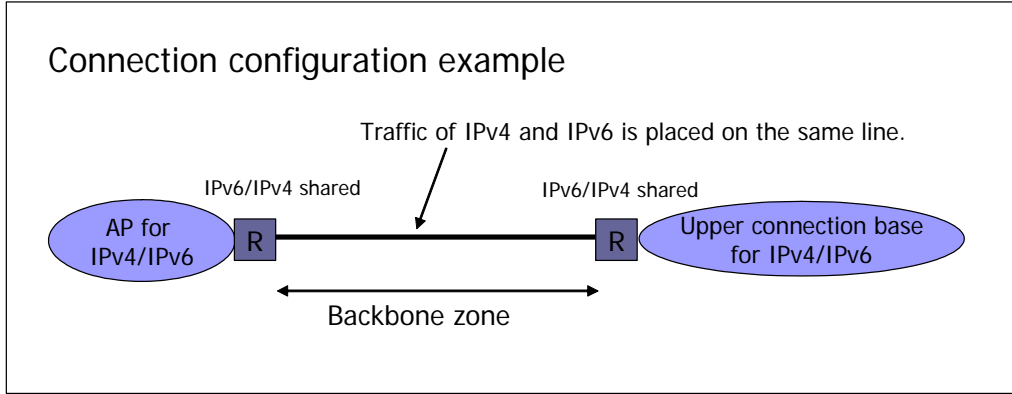 Connection configuration example
Traffic of IPv4 and IPv6 is placed on the same line.
IPv6/IPv4 shared
IPv6/IPv4 shared
AP for
IPv4/IPv6
R
R
Upper connection base
for IPv4/IPv6
Backbone zone